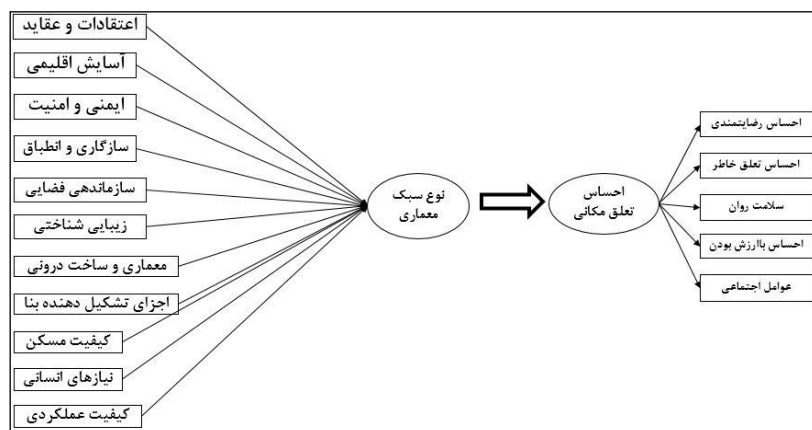 اعتقادات و عقاید
آسایش اقلیمی
ایمنی و امنیت
سازگاری و انطباق
سازماندهی فضایی
زیبایی شناختی
معماری و ساخت درونی
اجزای تشکیل دهنده بنا
کیفیت مسکن
نیازهای انسانی
کیفیت عملکردی
نوع سبک
معماری
احساس
تعلق مکانی
احساس رضایتمندی
احساس تعلق خاطر
سلامت روان
احساس باارزش بودن
عوامل اجتماعی